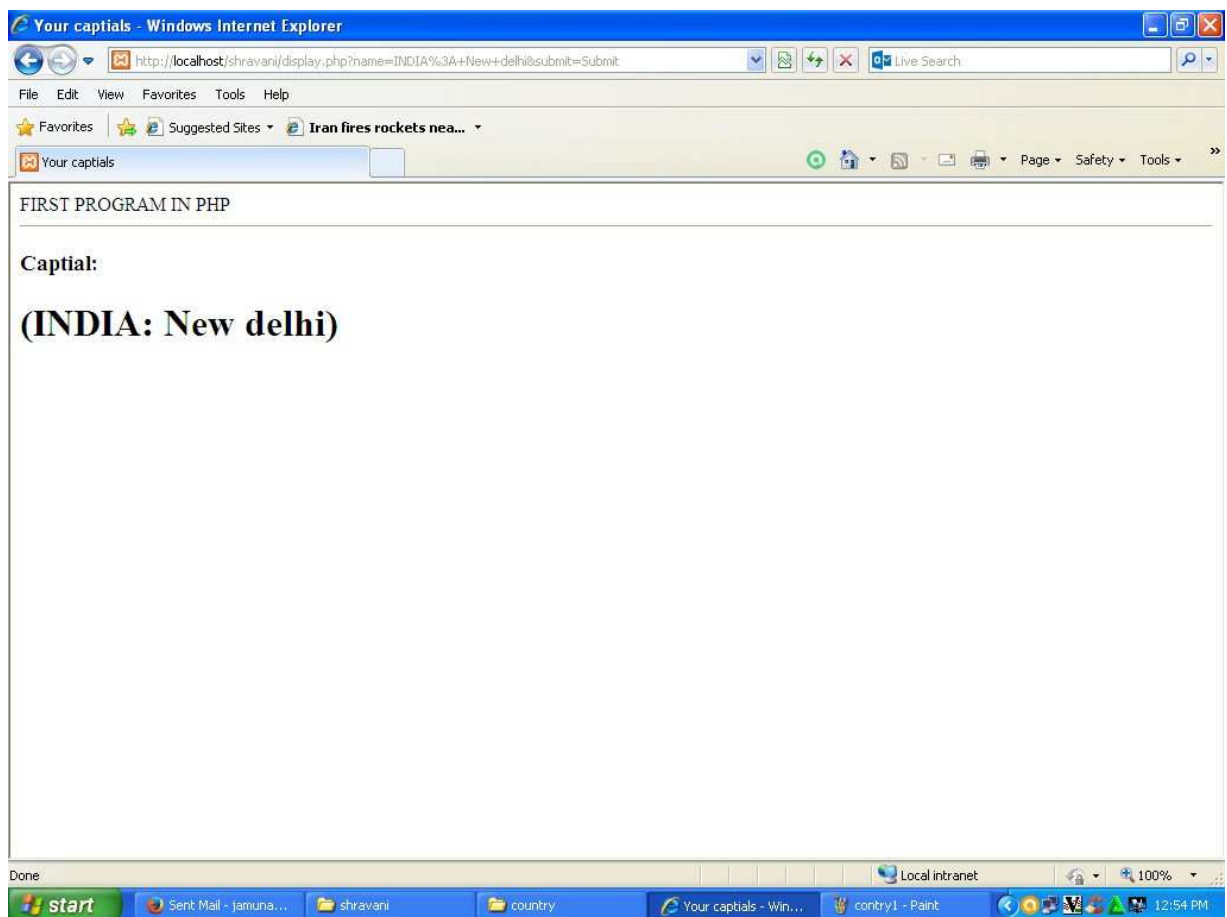 Your captials - Windows Internet Explorer
http://localhost/shravani/display.php?name=INDIA%3A+New+delhi&submit=Submit
Live Search
File Edit View Favorites Tools Help
Favorites Suggested Sites Iran fires rockets nea...
Your captials
Page Safety Tools »
FIRST PROGRAM IN PHP
Captial:
(INDIA: New delhi)
Done
Local intranet
100%
start
Sent Mail - jamuna...
shravani
country
Your captials - Win...
contry1 - Paint
12:54 PM